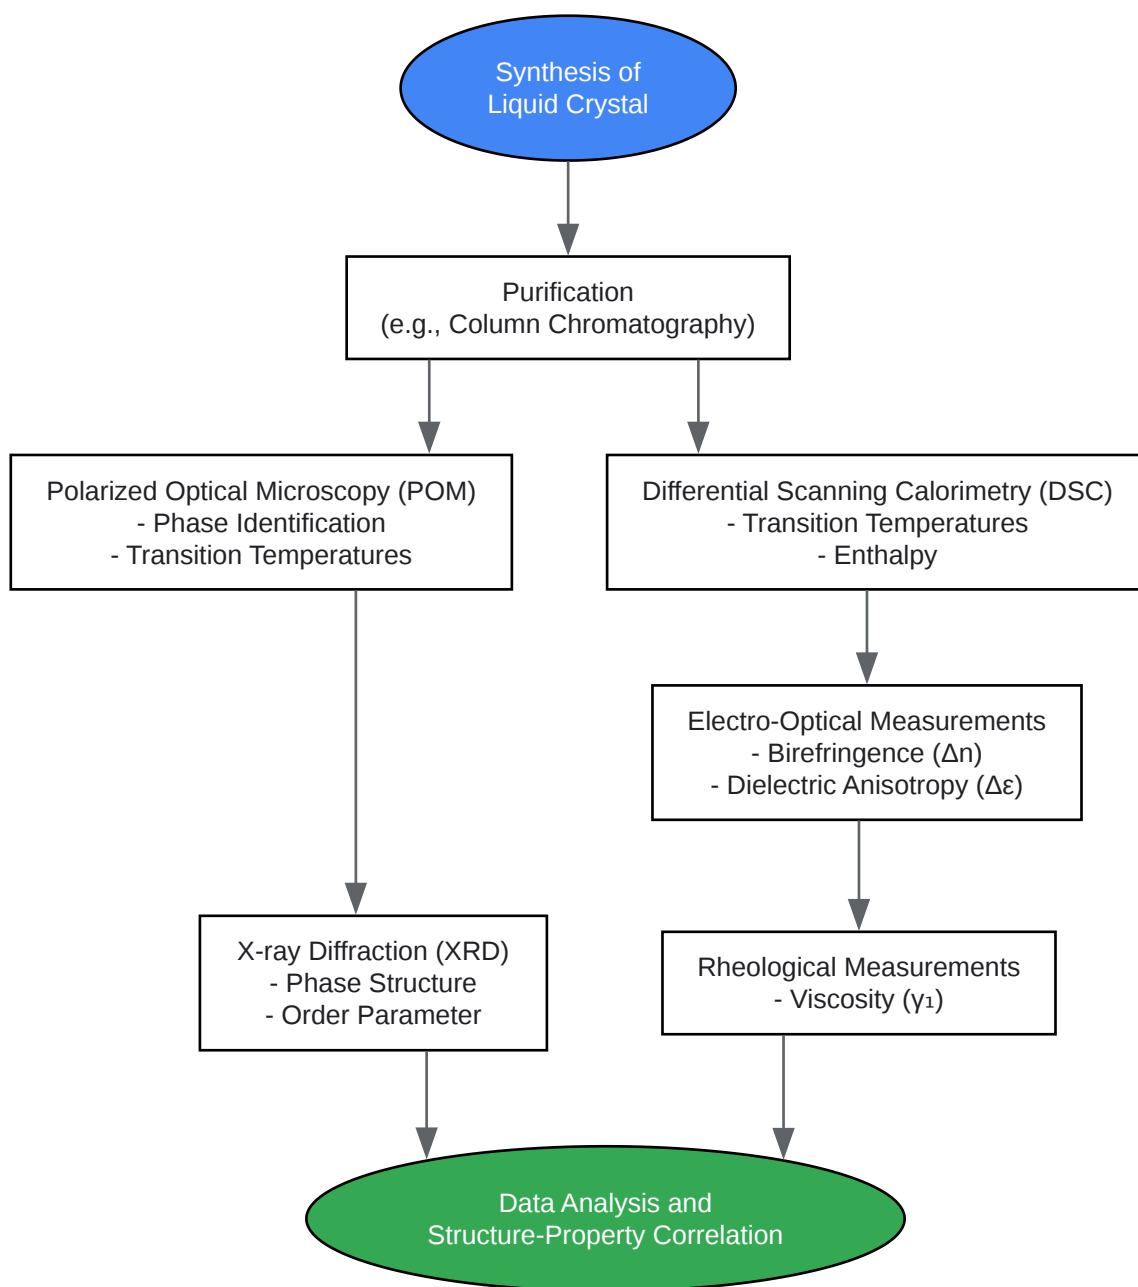 Synthesis of
Liquid Crystal
Purification
(e.g., Column Chromatography)
Polarized Optical Microscopy (POM)
- Phase Identification
- Transition Temperatures
Differential Scanning Calorimetry (DSC)
- Transition Temperatures
- Enthalpy
Electro-Optical Measurements
- Birefringence (Δn)
- Dielectric Anisotropy (Δε)
X-ray Diffraction (XRD)
- Phase Structure
- Order Parameter
Rheological Measurements
- Viscosity (γ₁)
Data Analysis and
Structure-Property Correlation